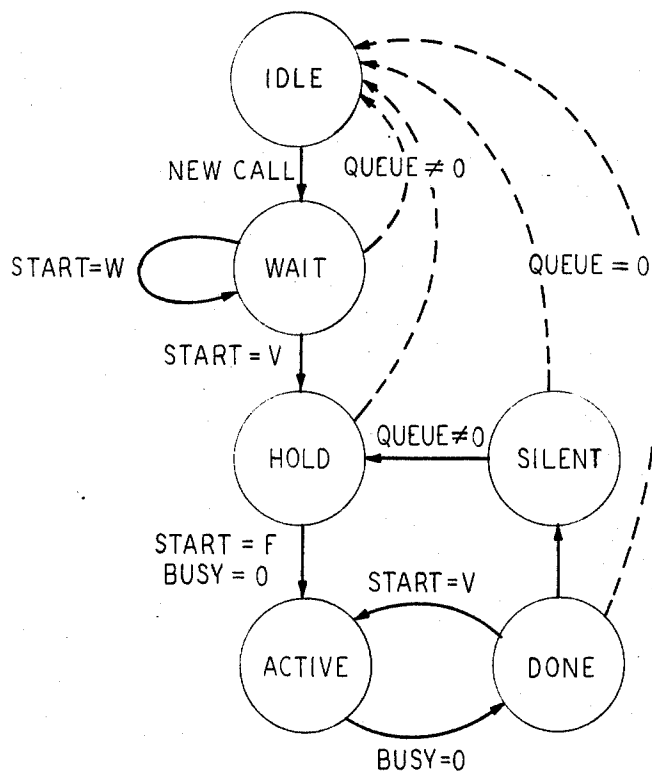 IDLE
NEW CALL
QUEUE ≠ 0
START=W
WAIT
QUEUE = 0
START = V
HOLD
QUEUE≠0
SILENT
START = F
BUSY = 0
START=V
ACTIVE
DONE
BUSY=0